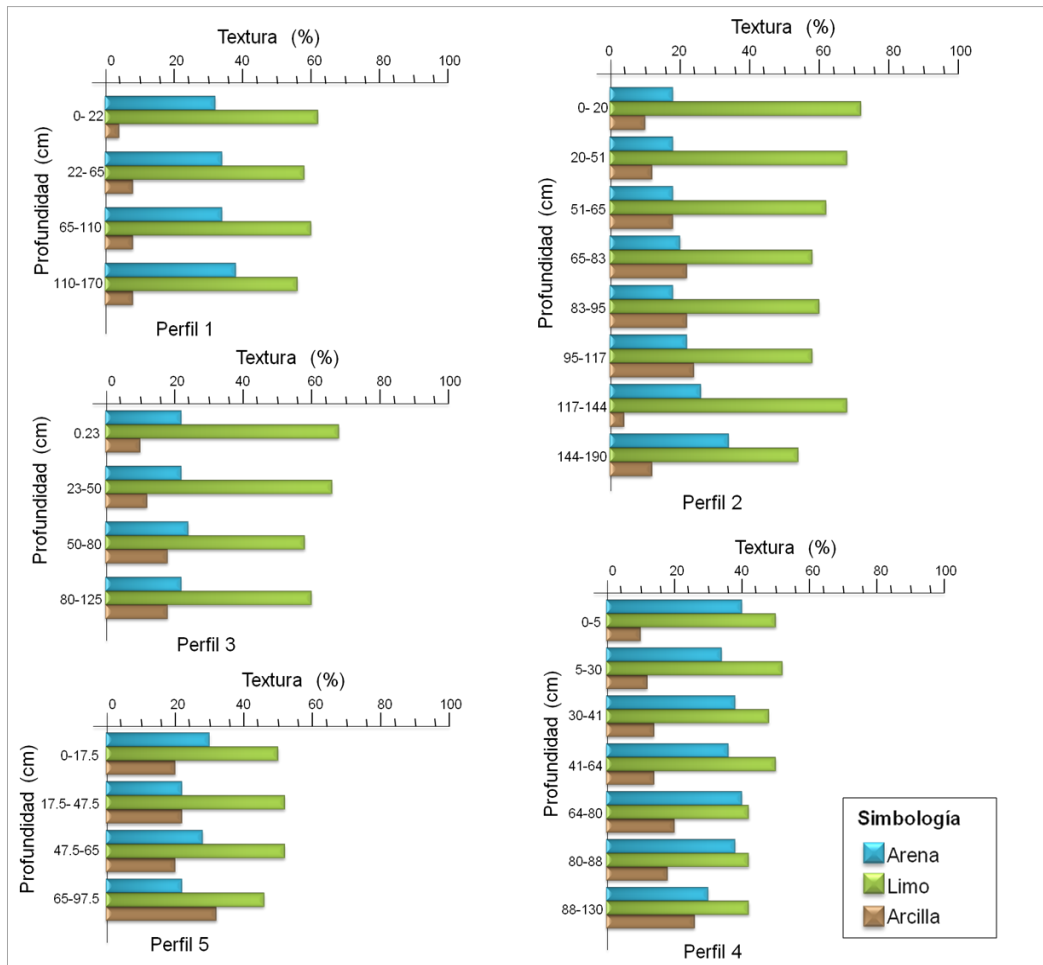 Textura (%)
0 20 40 60 80 100
Profundidad (cm)
0- 22
22- 65
65-110
110-170
Perfil 1
Textura (%)
0 20 40 60 80 100
Profundidad (cm)
0- 20
20-51
51-65
65-83
83-95
95-117
117-144
144-190
Perfil 2
Textura (%)
0 20 40 60 80 100
Profundidad (cm)
0.23
23-50
50-80
80-125
Perfil 3
Textura (%)
0 20 40 60 80 100
Profundidad (cm)
0-5
5-30
30-41
41-64
64-80
80-88
88-130
Perfil 4
Textura (%)
0 20 40 60 80 100
Profundidad (cm)
0-17.5
17.5-47.5
47.5-65
65-97.5
Perfil 5
Simbología
Arena
Limo
Arcilla